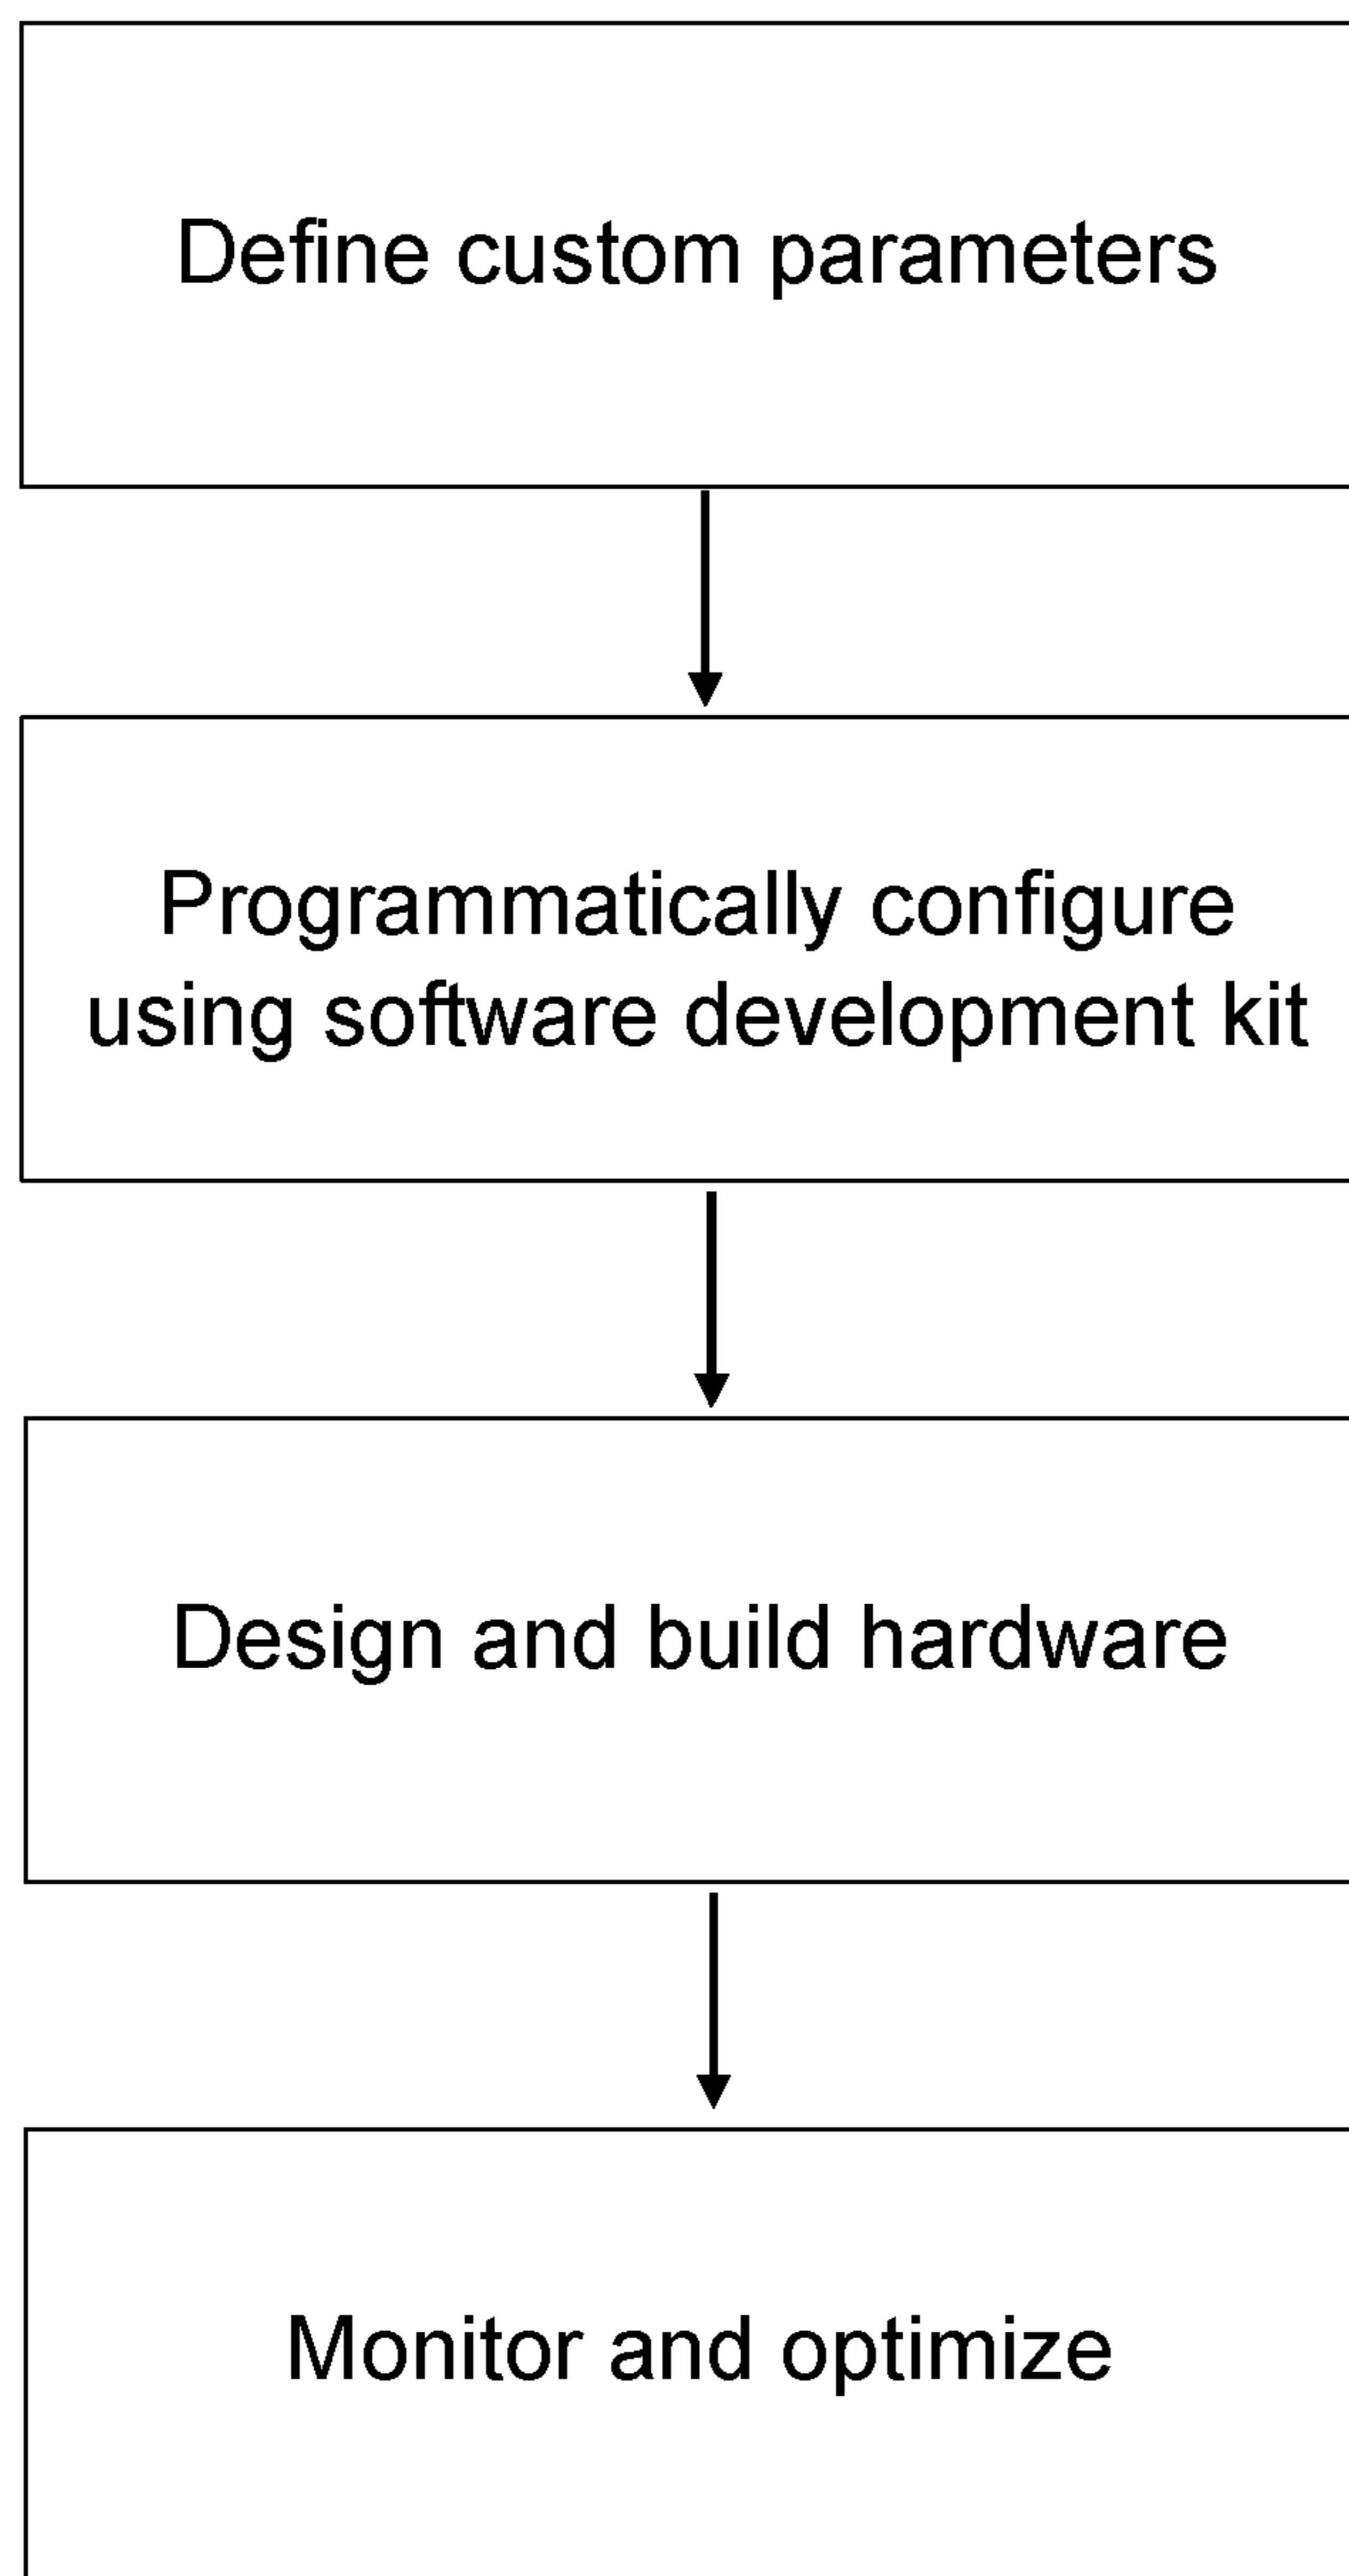 Define custom parameters
Programmatically configure
using software development kit
Design and build hardware
Monitor and optimize